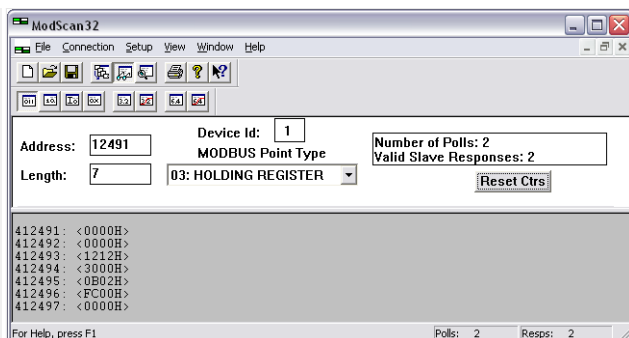 ModScan32
File Connection Setup View Window Help
Address: 12491
Device Id: 1
MODBUS Point Type
Length: 7
03: HOLDING REGISTER
Number of Polls: 2
Valid Slave Responses: 2
Reset Ctrs
412491: <0000H>
412492: <0000H>
412493: <1212H>
412494: <3000H>
412495: <0B02H>
412496: <FC00H>
412497: <0000H>
For Help, press F1
Polls: 2 Resps: 2